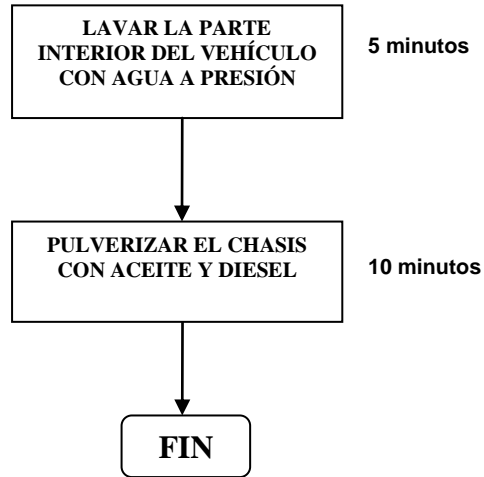 LAVAR LA PARTE
INTERIOR DEL VEHÍCULO
CON AGUA A PRESIÓN
5 minutos
PULVERIZAR EL CHASIS
CON ACEITE Y DIESEL
10 minutos
FIN